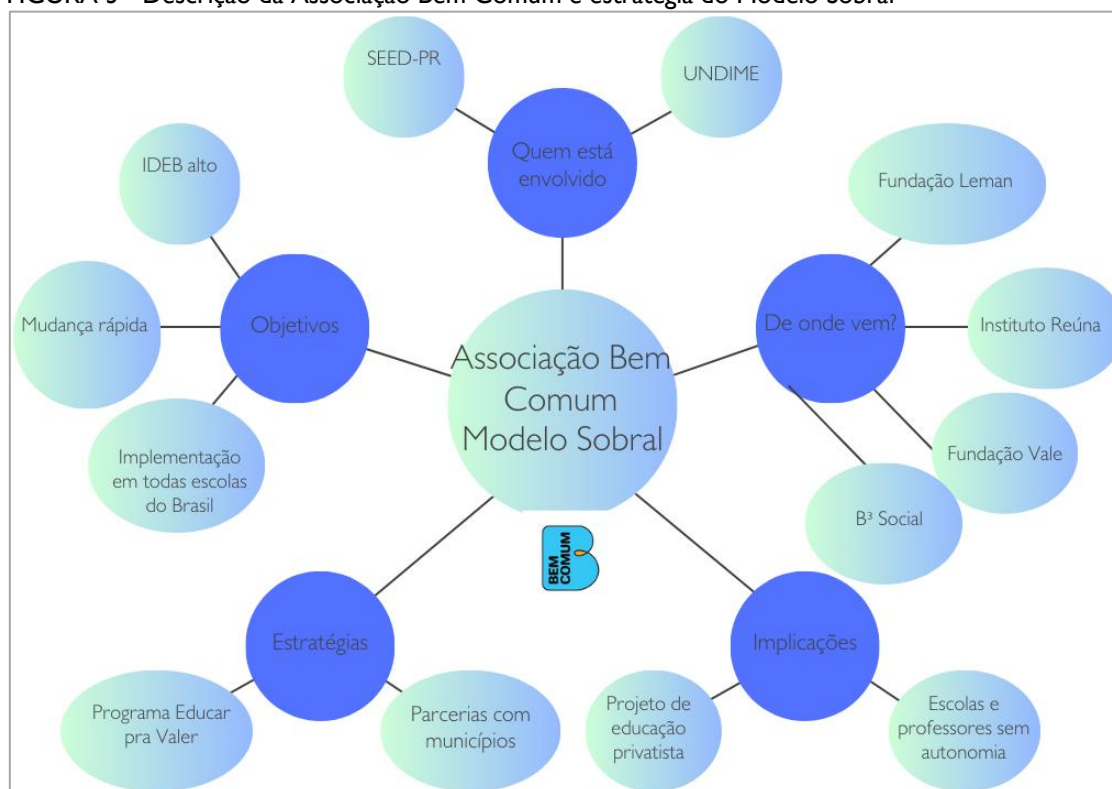 FIGURA 5 - Descrição da Associação Bem Comum e estratégia do Modelo Sobral
SEED-PR
UNDIME
Quem está
envolvido
IDEB alto
Mudança rápida
Implementação
em todas escolas
do Brasil
Objetivos
Fundação Leman
Instituto Reúna
Fundação Vale
B³ Social
De onde vem?
Associação Bem
Comum
Modelo Sobral
BEM
COMUM
Estratégias
Programa Educar
pra Valer
Parcerias com
municípios
Implicações
Projeto de
educação
privatista
Escolas e
professores sem
autonomia